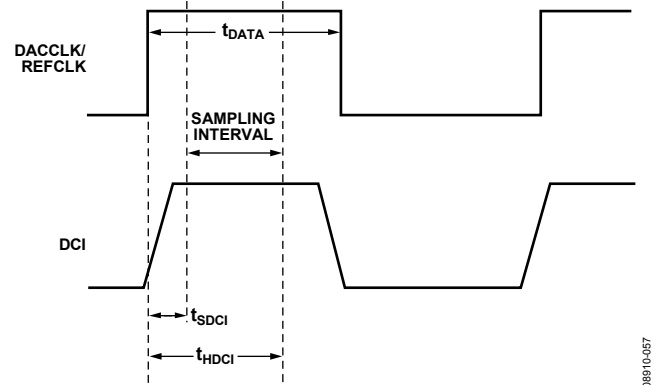 DACCLK/
REFCLK
tDATA
SAMPLING
INTERVAL
DCI
tSDCI
tHDCI
08910-057